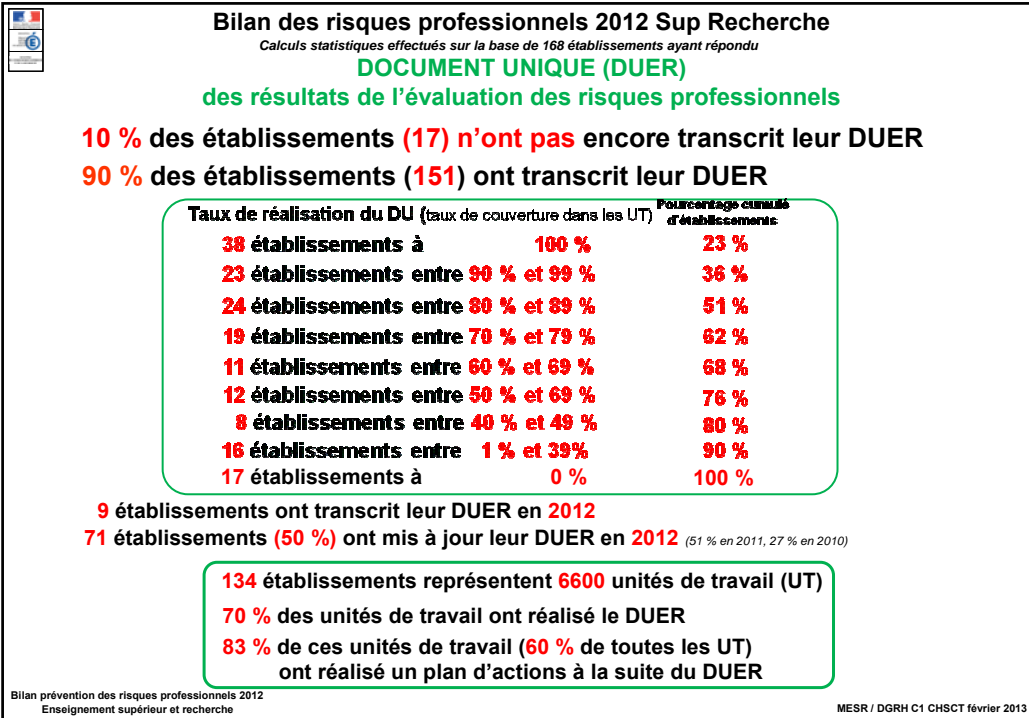 Bilan des risques professionnels 2012 Sup Recherche
Calculs statistiques effectués sur la base de 168 établissements ayant répondu
DOCUMENT UNIQUE (DUER)
des résultats de l'évaluation des risques professionnels
10 % des établissements (17) n'ont pas encore transcrit leur DUER
90 % des établissements (151) ont transcrit leur DUER
Taux de réalisation du DU (taux de couverture dans les UT) Pourcentage cumulé d'établissements
38 établissements à 100 % 23 %
23 établissements entre 90 % et 99 % 36 %
24 établissements entre 80 % et 89 % 51 %
19 établissements entre 70 % et 79 % 62 %
11 établissements entre 60 % et 69 % 68 %
12 établissements entre 50 % et 69 % 76 %
8 établissements entre 40 % et 49 % 80 %
16 établissements entre 1 % et 39% 90 %
17 établissements à 0 % 100 %
9 établissements ont transcrit leur DUER en 2012
71 établissements (50 %) ont mis à jour leur DUER en 2012 (51 % en 2011, 27 % en 2010)
134 établissements représentent 6600 unités de travail (UT)
70 % des unités de travail ont réalisé le DUER
83 % de ces unités de travail (60 % de toutes les UT)
ont réalisé un plan d'actions à la suite du DUER
Bilan prévention des risques professionnels 2012
Enseignement supérieur et recherche
MESR / DGRH C1 CHSCT février 2013